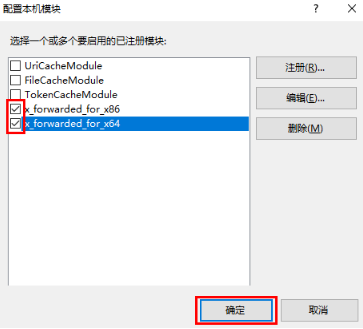 配置本机模块
选择一个或多个要启用的已注册模块:
UriCacheModule
FileCacheModule
TokenCacheModule
x_forwarded_for_x86
x_forwarded_for_x64
注册(R)...
编辑(E)...
删除(M)
确定
取消